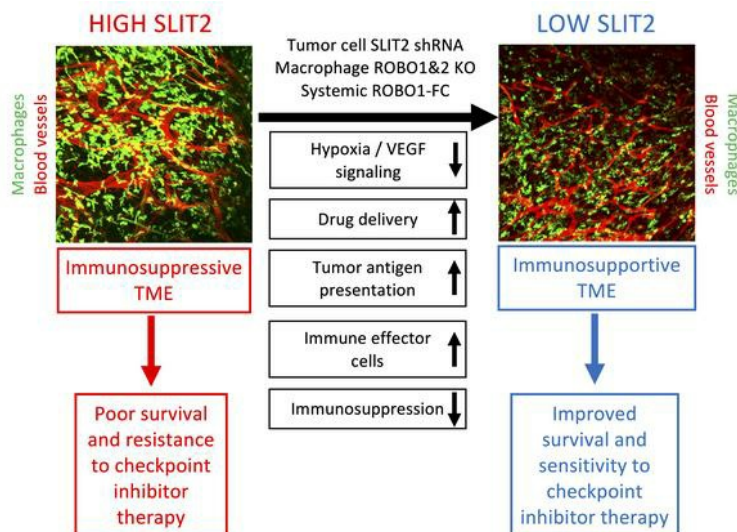 HIGH SLIT2
LOW SLIT2
Tumor cell SLIT2 shRNA
Macrophage ROBO1&2 KO
Systemic ROBO1-FC
Macrophages
Blood vessels
Macrophages
Blood vessels
Hypoxia / VEGF
signaling
Drug delivery
Tumor antigen
presentation
Immune effector
cells
Immunosuppression
Immunosuppressive
TME
Immunosupportive
TME
Poor survival
and resistance
to checkpoint
inhibitor
therapy
Improved
survival and
sensitivity to
checkpoint
inhibitor therapy